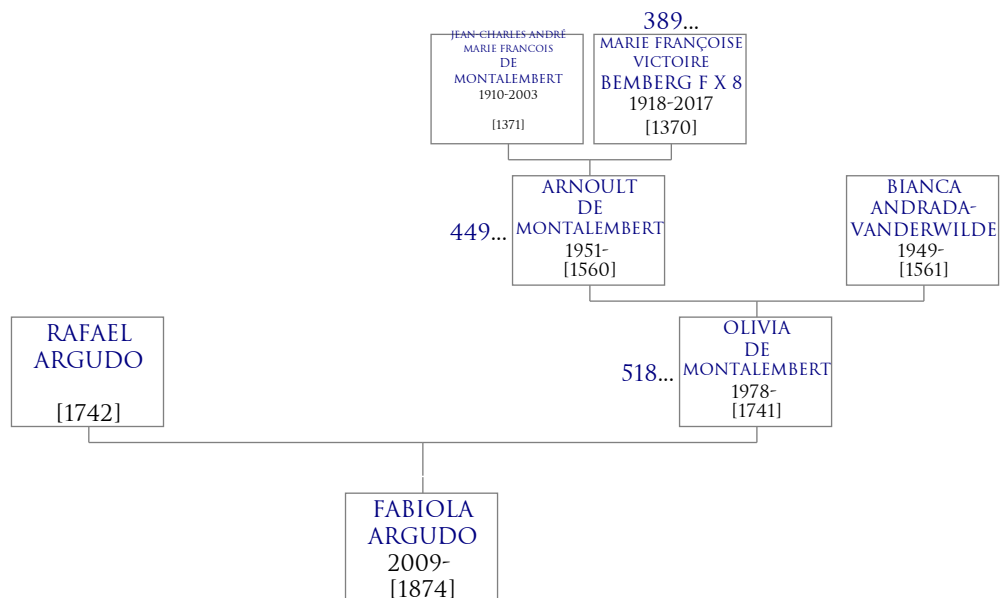 389...
JEAN-CHARLES ANDRÉ
MARIE FRANCOIS
DE
MONTALEMBERT
1910-2003
[1371]
MARIE FRANÇOISE
VICTOIRE
BEMBERG F X 8
1918-2017
[1370]
449...
ARNOULT
DE
MONTALEMBERT
1951-
[1560]
BIANCA
ANDRADA-
VANDERWILDE
1949-
[1561]
RAFAEL
ARGUDO
[1742]
518...
OLIVIA
DE
MONTALEMBERT
1978-
[1741]
FABIOLA
ARGUDO
2009-
[1874]